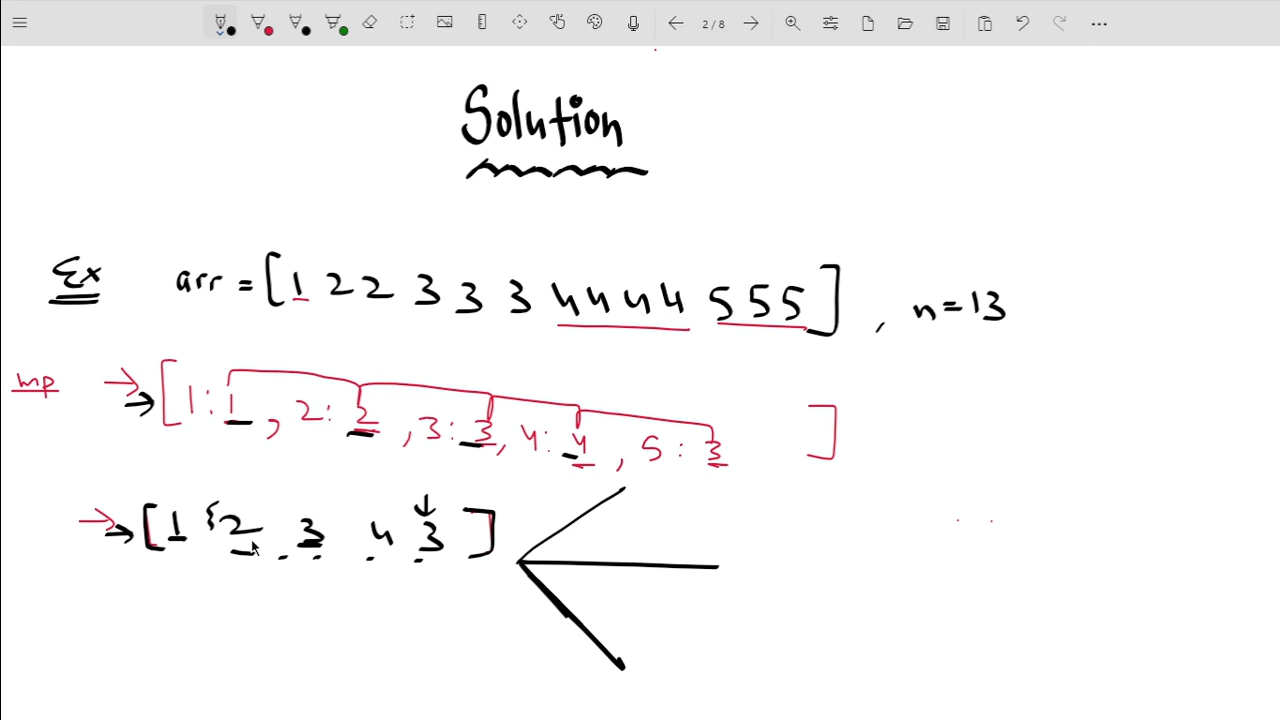 2/8
Solution
Ex arr = [1 2 2 3 3 3 4 4 4 4 5 5 5] , n=13
mp → → [1:1, 2:2, 3:3, 4:4, 5:3 ]
→ → [1 { 2 3 4 3 ]